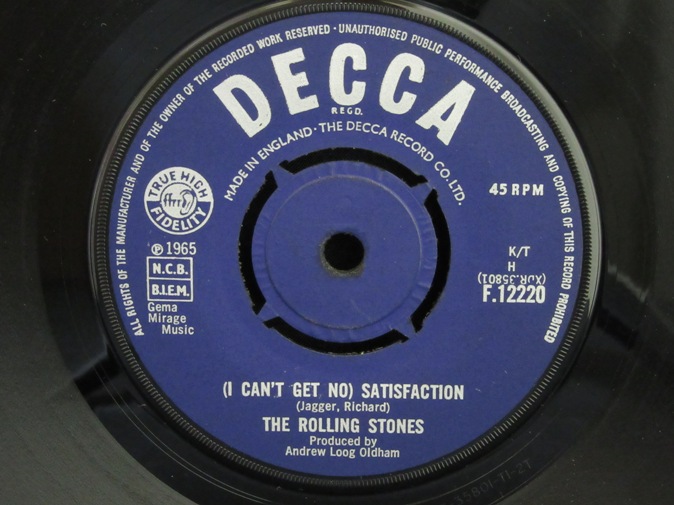 ALL RIGHTS OF THE MANUFACTURER AND OF THE OWNER OF THE RECORDED WORK RESERVED · UNAUTHORISED PUBLIC PERFORMANCE BROADCASTING AND COPYING OF THIS RECORD PROHIBITED
DECCA
REGD.
MADE IN ENGLAND · THE DECCA RECORD CO. LTD.
TRUE HIGH
ffrr
FIDELITY
45 RPM
℗ 1965
N.C.B.
B.I.E.M.
Gema
Mirage
Music
K/T
H
(XDR.35801)
F.12220
(I CAN'T GET NO) SATISFACTION
(Jagger, Richard)
THE ROLLING STONES
Produced by
Andrew Loog Oldham